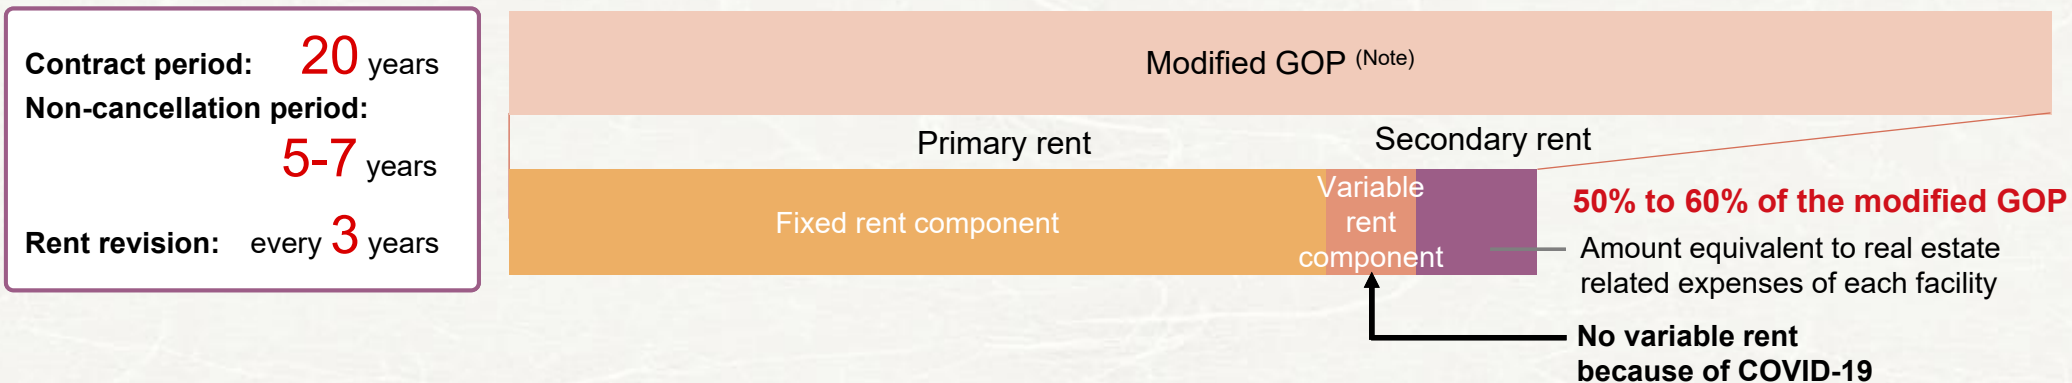 Contract period: 20 years
Non-cancellation period:
5-7 years
Rent revision: every 3 years
Modified GOP (Note)
Primary rent
Secondary rent
Fixed rent component
Variable
rent
component
50% to 60% of the modified GOP
Amount equivalent to real estate
related expenses of each facility
No variable rent
because of COVID-19